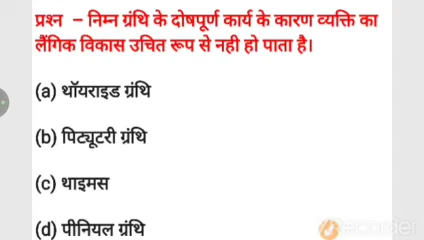 प्रश्न – निम्न ग्रंथि के दोषपूर्ण कार्य के कारण व्यक्ति का
लैंगिक विकास उचित रूप से नही हो पाता है।
(a) थॉयराइड ग्रंथि
(b) पिट्यूटरी ग्रंथि
(c) थाइमस
(d) पीनियल ग्रंथि